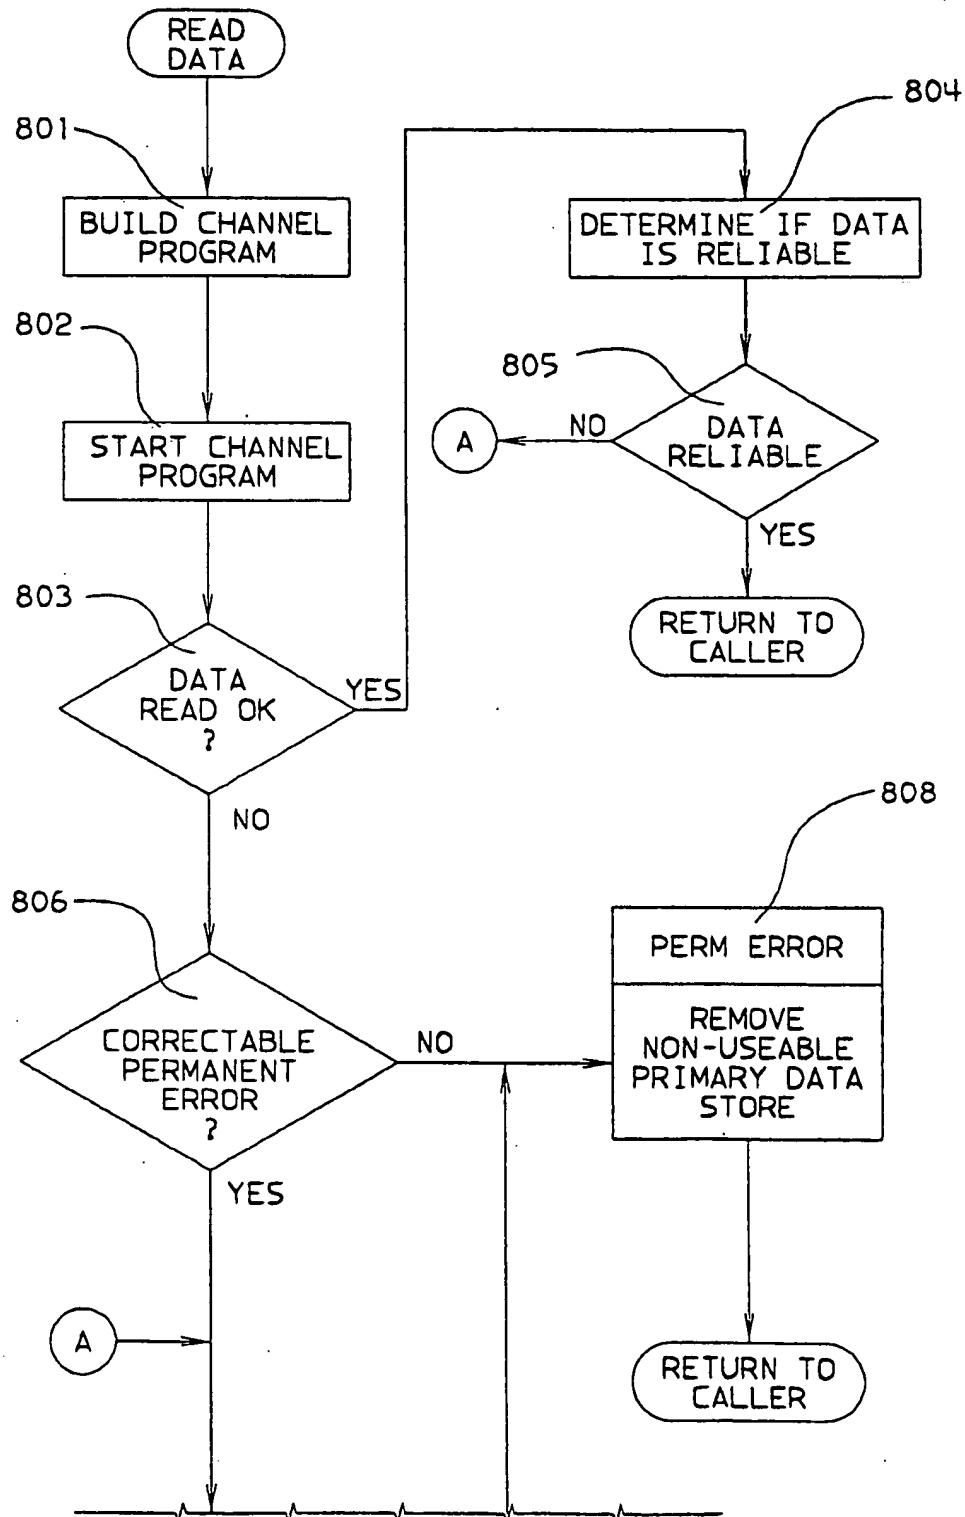 READ
DATA
801
BUILD CHANNEL
PROGRAM
802
START CHANNEL
PROGRAM
803
DATA
READ OK
?
YES
NO
804
DETERMINE IF DATA
IS RELIABLE
805
DATA
RELIABLE
NO
A
YES
RETURN TO
CALLER
806
CORRECTABLE
PERMANENT
ERROR
?
NO
YES
A
808
PERM ERROR
REMOVE
NON-USEABLE
PRIMARY DATA
STORE
RETURN TO
CALLER